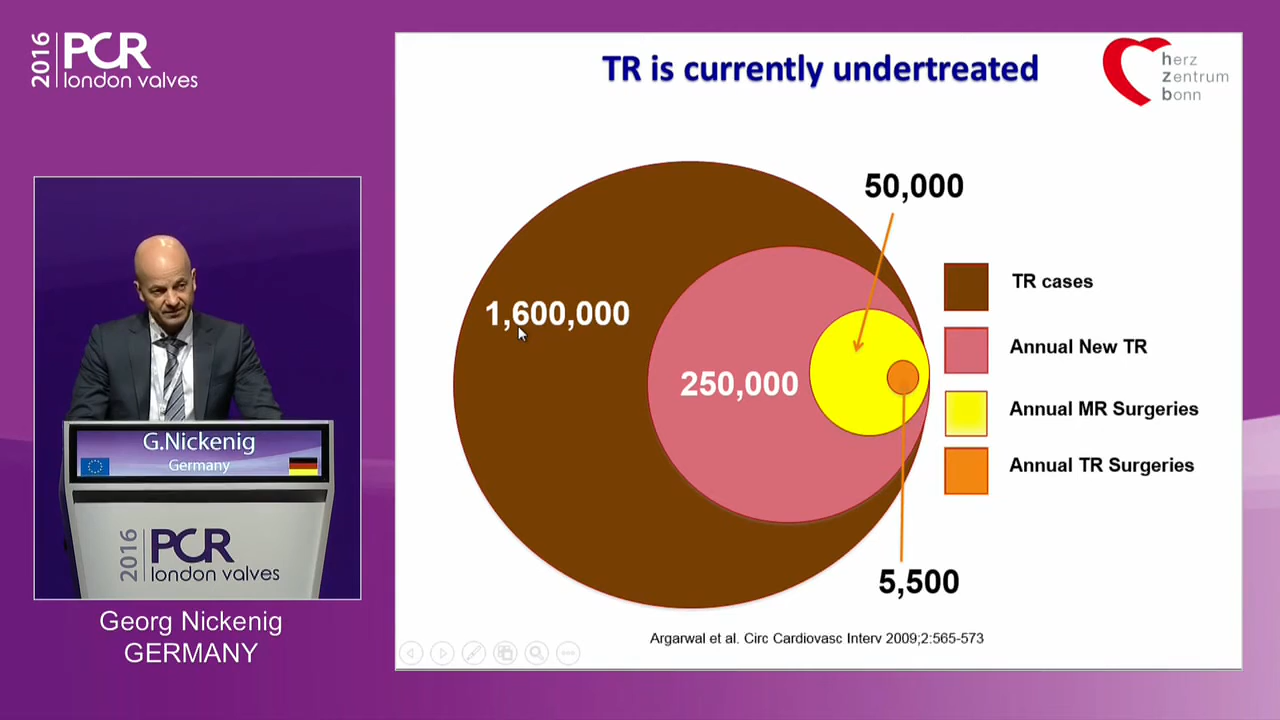 2016
PCR
london valves
G.Nickenig
Germany
2016
PCR
london valves
Georg Nickenig
GERMANY
TR is currently undertreated
herz
zentrum
bonn
50,000
1,600,000
250,000
5,500
TR cases
Annual New TR
Annual MR Surgeries
Annual TR Surgeries
Argarwal et al. Circ Cardiovasc Interv 2009;2:565-573